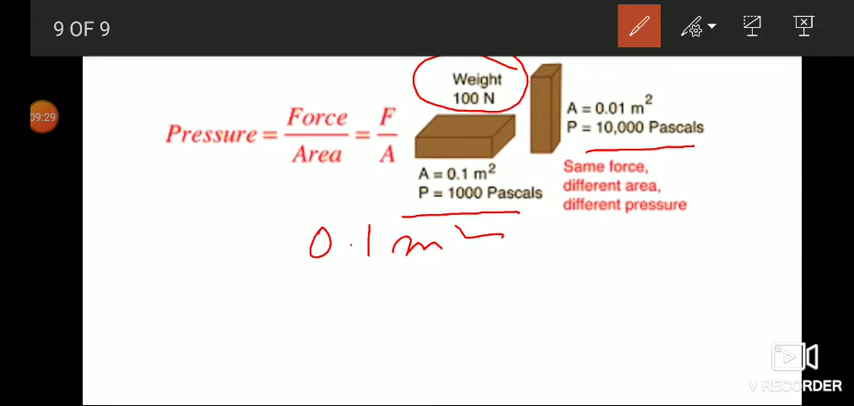 9 OF 9
09:29
Weight
100 N
Pressure = Force/Area = F/A
A = 0.01 m²
P = 10,000 Pascals
A = 0.1 m²
P = 1000 Pascals
Same force,
different area,
different pressure
0.1 m²
V RECORDER